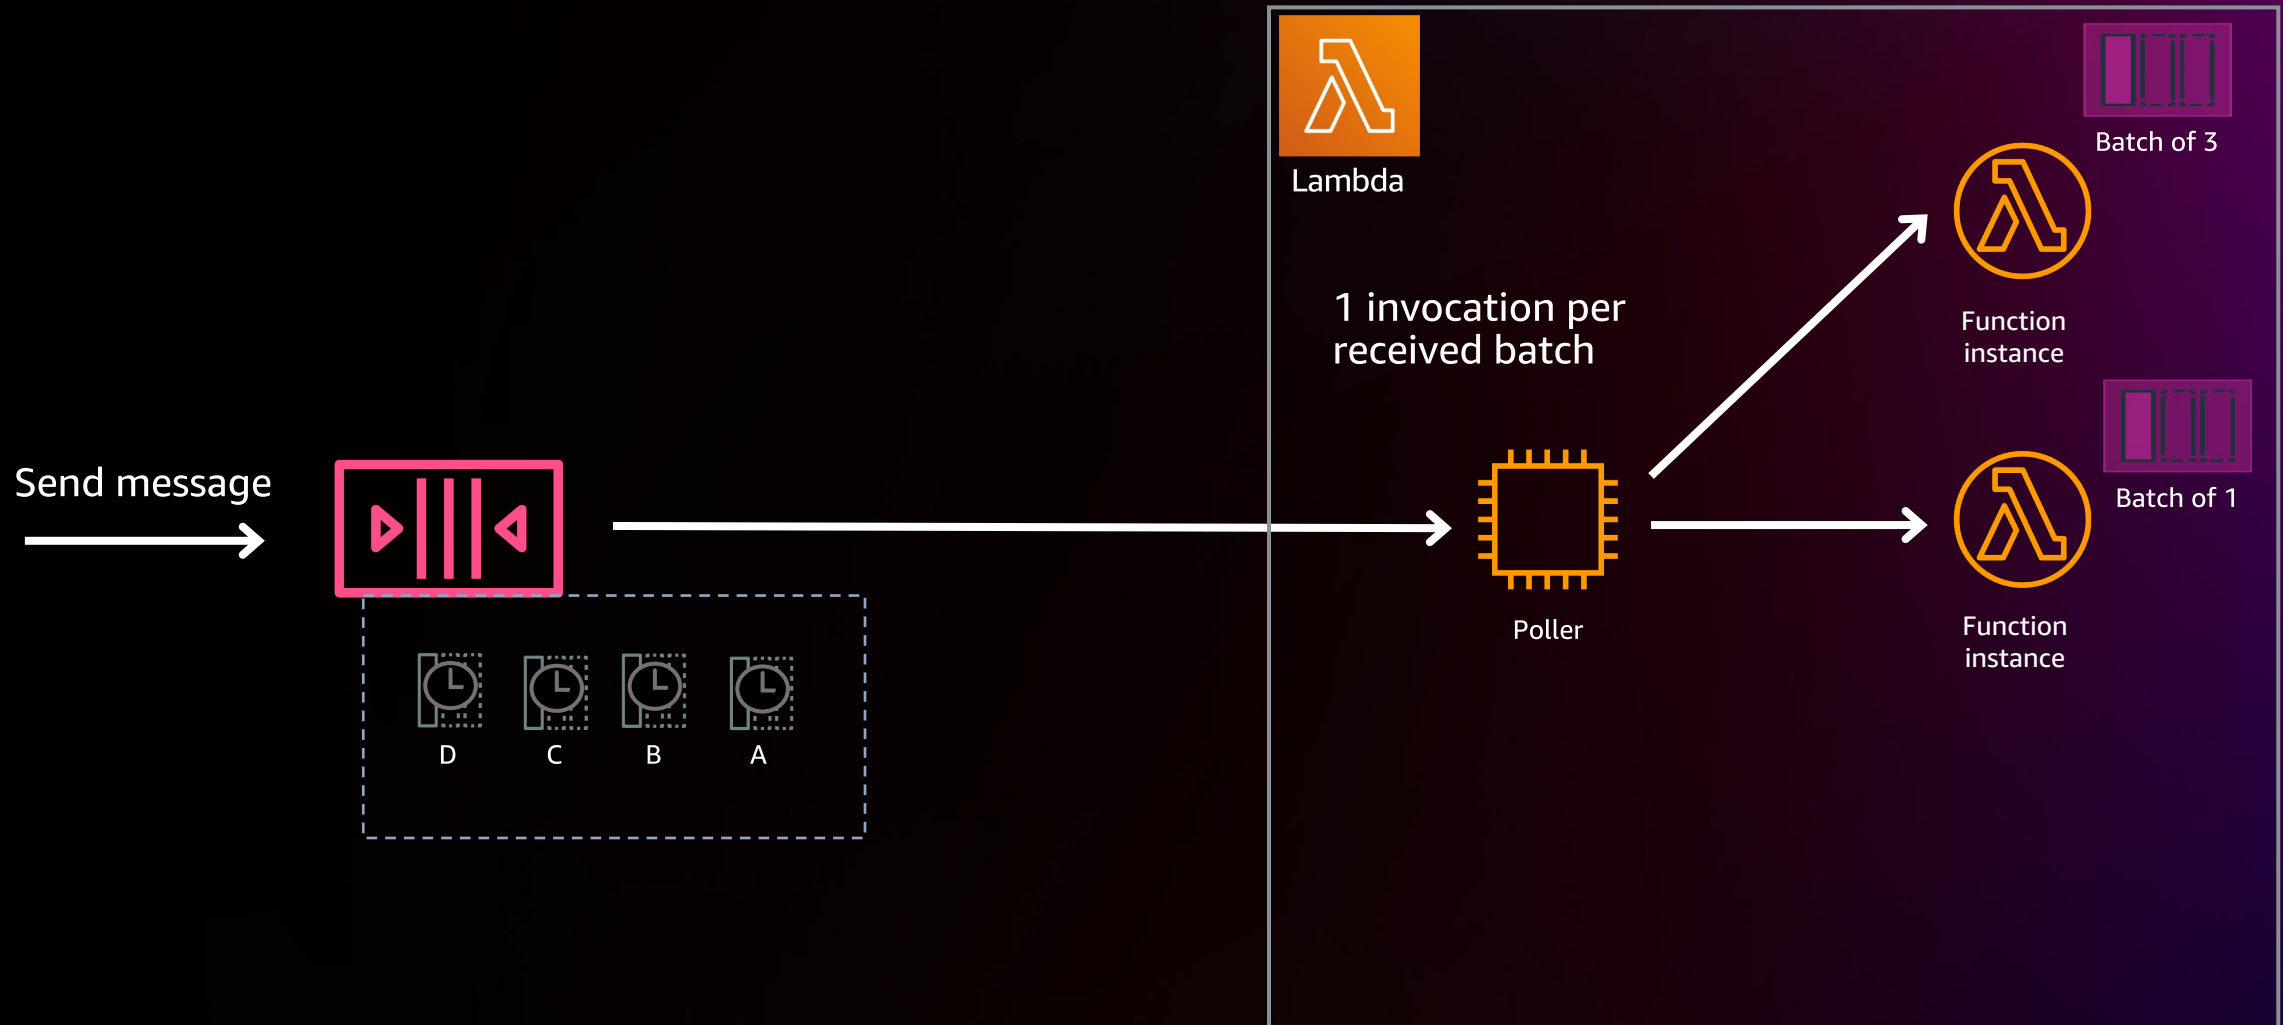 Lambda
Batch of 3
1 invocation per
received batch
Function
instance
Send message
Batch of 1
Poller
Function
instance
D
C
B
A